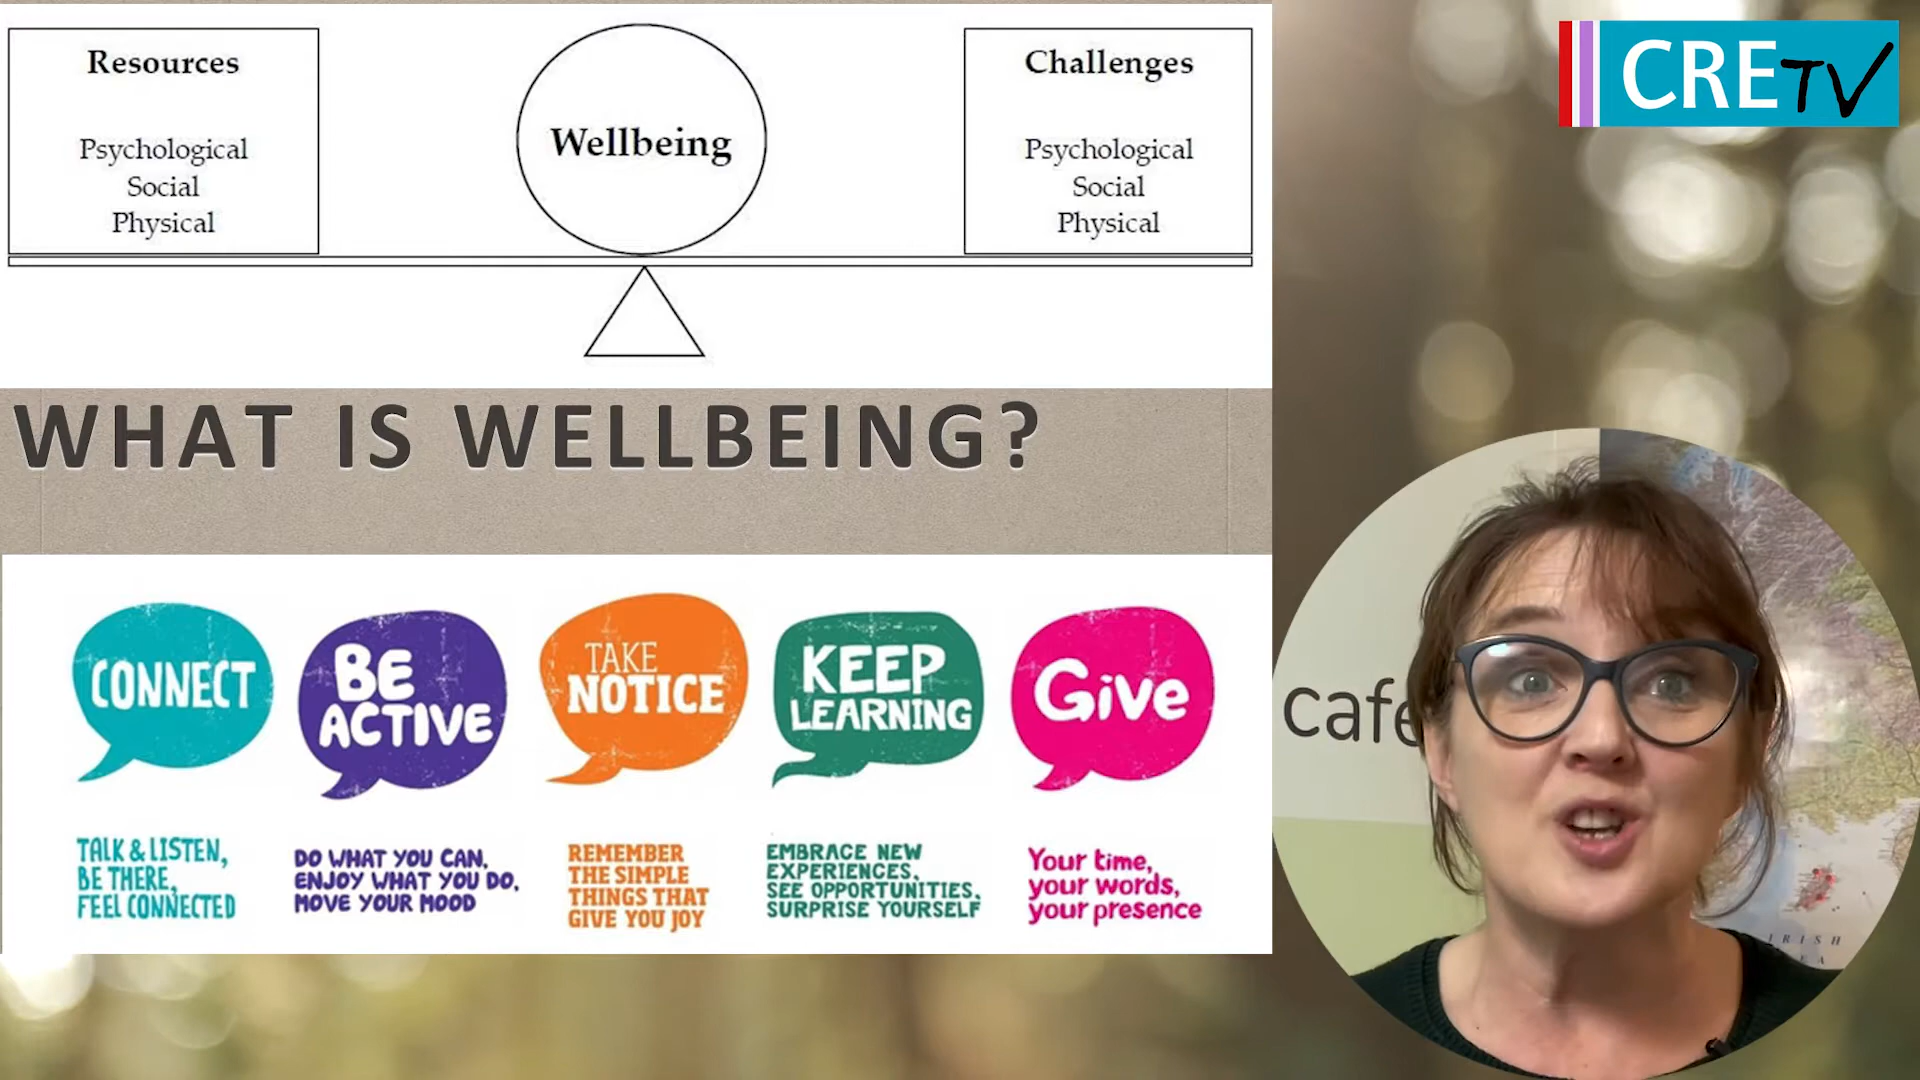 Resources
Psychological
Social
Physical
Wellbeing
Challenges
Psychological
Social
Physical
CRETV
WHAT IS WELLBEING?
CONNECT
TALK & LISTEN,
BE THERE,
FEEL CONNECTED
BE
ACTIVE
DO WHAT YOU CAN,
ENJOY WHAT YOU DO,
MOVE YOUR MOOD
TAKE
NOTICE
REMEMBER
THE SIMPLE
THINGS THAT
GIVE YOU JOY
KEEP
LEARNING
EMBRACE NEW
EXPERIENCES,
SEE OPPORTUNITIES,
SURPRISE YOURSELF
Give
Your time,
your words,
your presence
cafe
IRISH